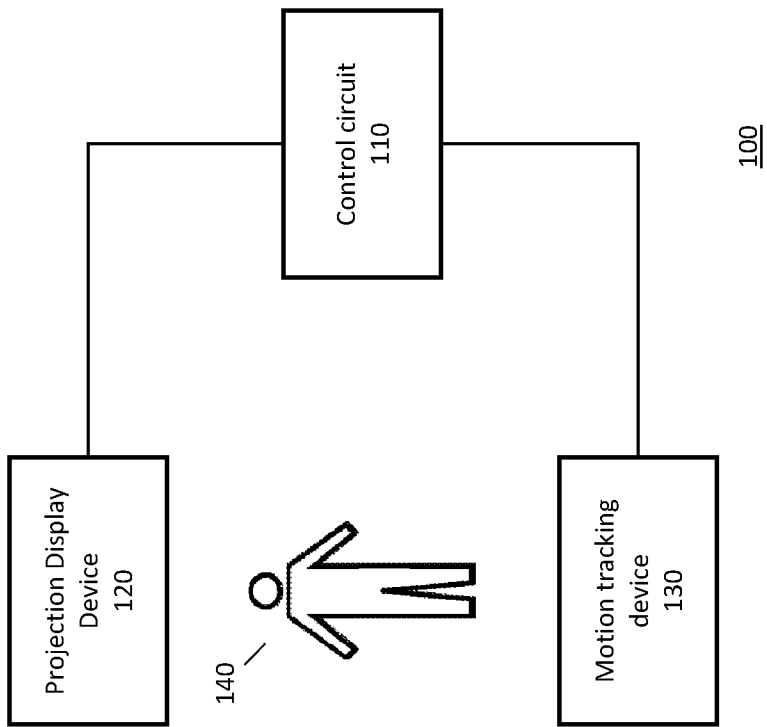 Projection Display
Device
120
140
Motion tracking
device
130
Control circuit
110
100